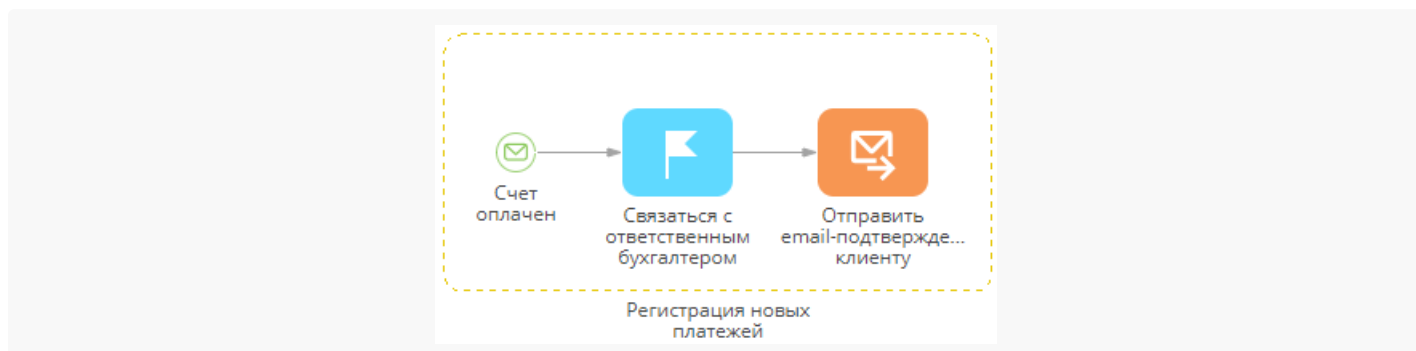 Счет
оплачен
Связаться с
ответственным
бухгалтером
Отправить
email-подтвержде...
клиенту
Регистрация новых
платежей